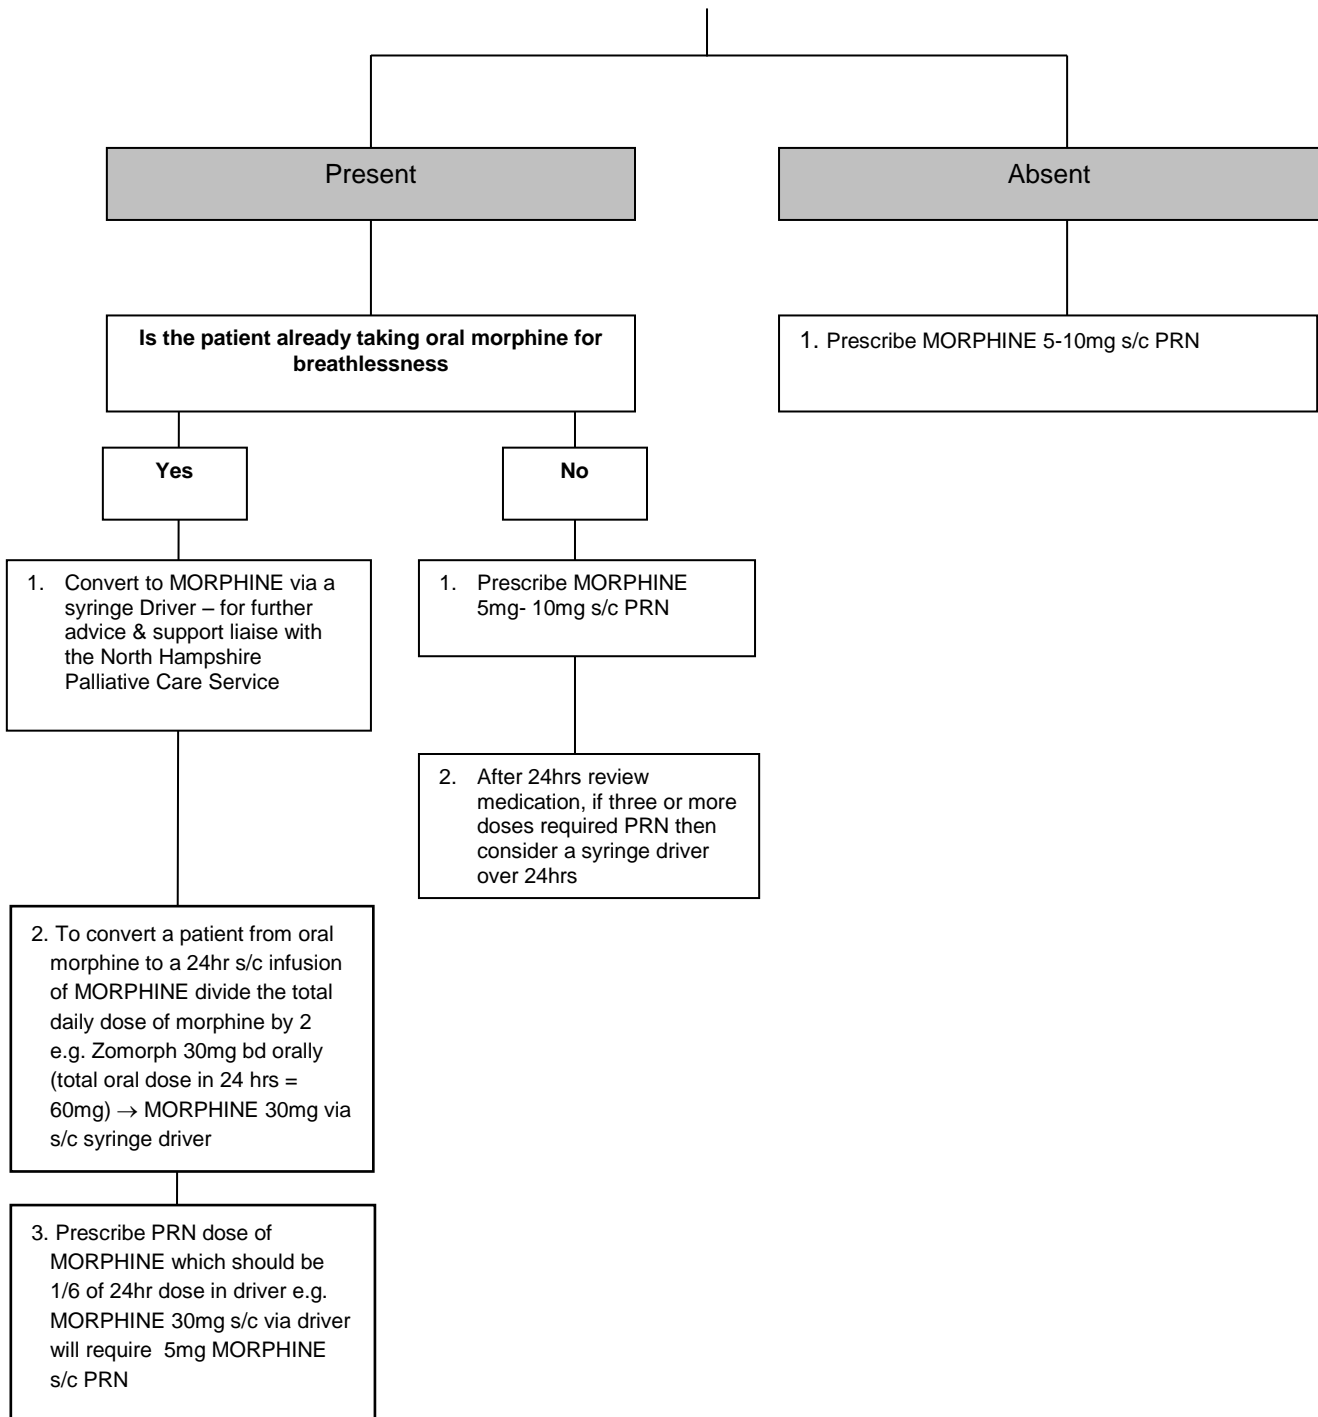 Present
Absent
Is the patient already taking oral morphine for
breathlessness
1. Prescribe MORPHINE 5-10mg s/c PRN
Yes
No
1. Convert to MORPHINE via a
syringe Driver – for further
advice & support liaise with
the North Hampshire
Palliative Care Service
1. Prescribe MORPHINE
5mg- 10mg s/c PRN
2. After 24hrs review
medication, if three or more
doses required PRN then
consider a syringe driver
over 24hrs
2. To convert a patient from oral
morphine to a 24hr s/c infusion
of MORPHINE divide the total
daily dose of morphine by 2
e.g. Zomorph 30mg bd orally
(total oral dose in 24 hrs =
60mg) → MORPHINE 30mg via
s/c syringe driver
3. Prescribe PRN dose of
MORPHINE which should be
1/6 of 24hr dose in driver e.g.
MORPHINE 30mg s/c via driver
will require 5mg MORPHINE
s/c PRN